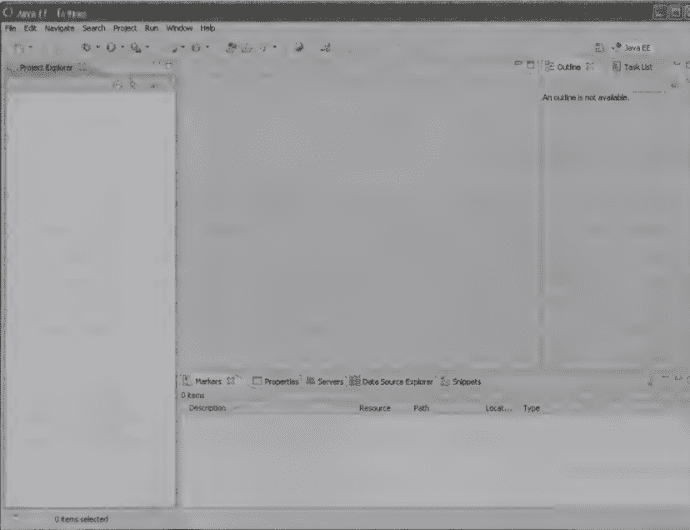 Java EE - Eclipse
File Edit Navigate Search Project Run Window Help
Java EE
Project Explorer
Outline Task List
An outline is not available.
Markers Properties Servers Data Source Explorer Snippets
0 items
Description Resource Path Locat... Type
0 items selected